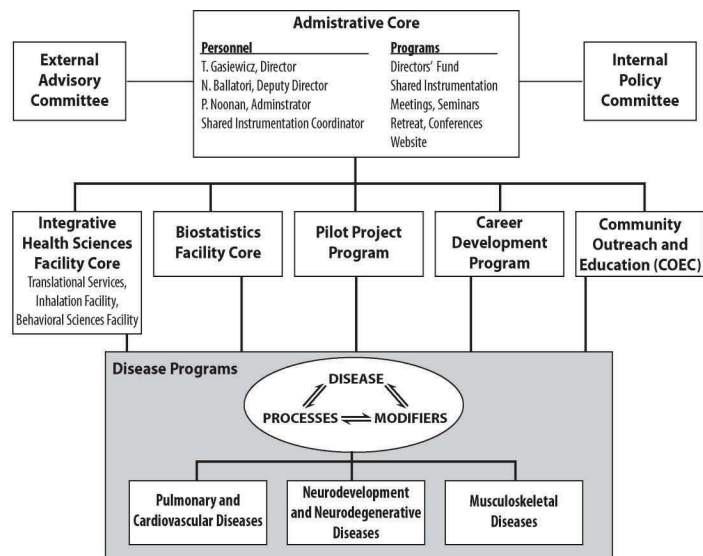 Admistrative Core
External
Advisory
Committee
Personnel
T. Gasiewicz, Director
N. Ballatori, Deputy Director
P. Noonan, Adminstrator
Shared Instrumentation Coordinator
Programs
Directors' Fund
Shared Instrumentation
Meetings, Seminars
Retreat, Conferences
Website
Internal
Policy
Committee
Integrative
Health Sciences
Facility Core
Translational Services,
Inhalation Facility,
Behavioral Sciences Facility
Biostatistics
Facility Core
Pilot Project
Program
Career
Development
Program
Community
Outreach and
Education (COEC)
Disease Programs
DISEASE
PROCESSES MODIFIERS
Pulmonary and
Cardiovascular Diseases
Neurodevelopment
and Neurodegenerative
Diseases
Musculoskeletal
Diseases